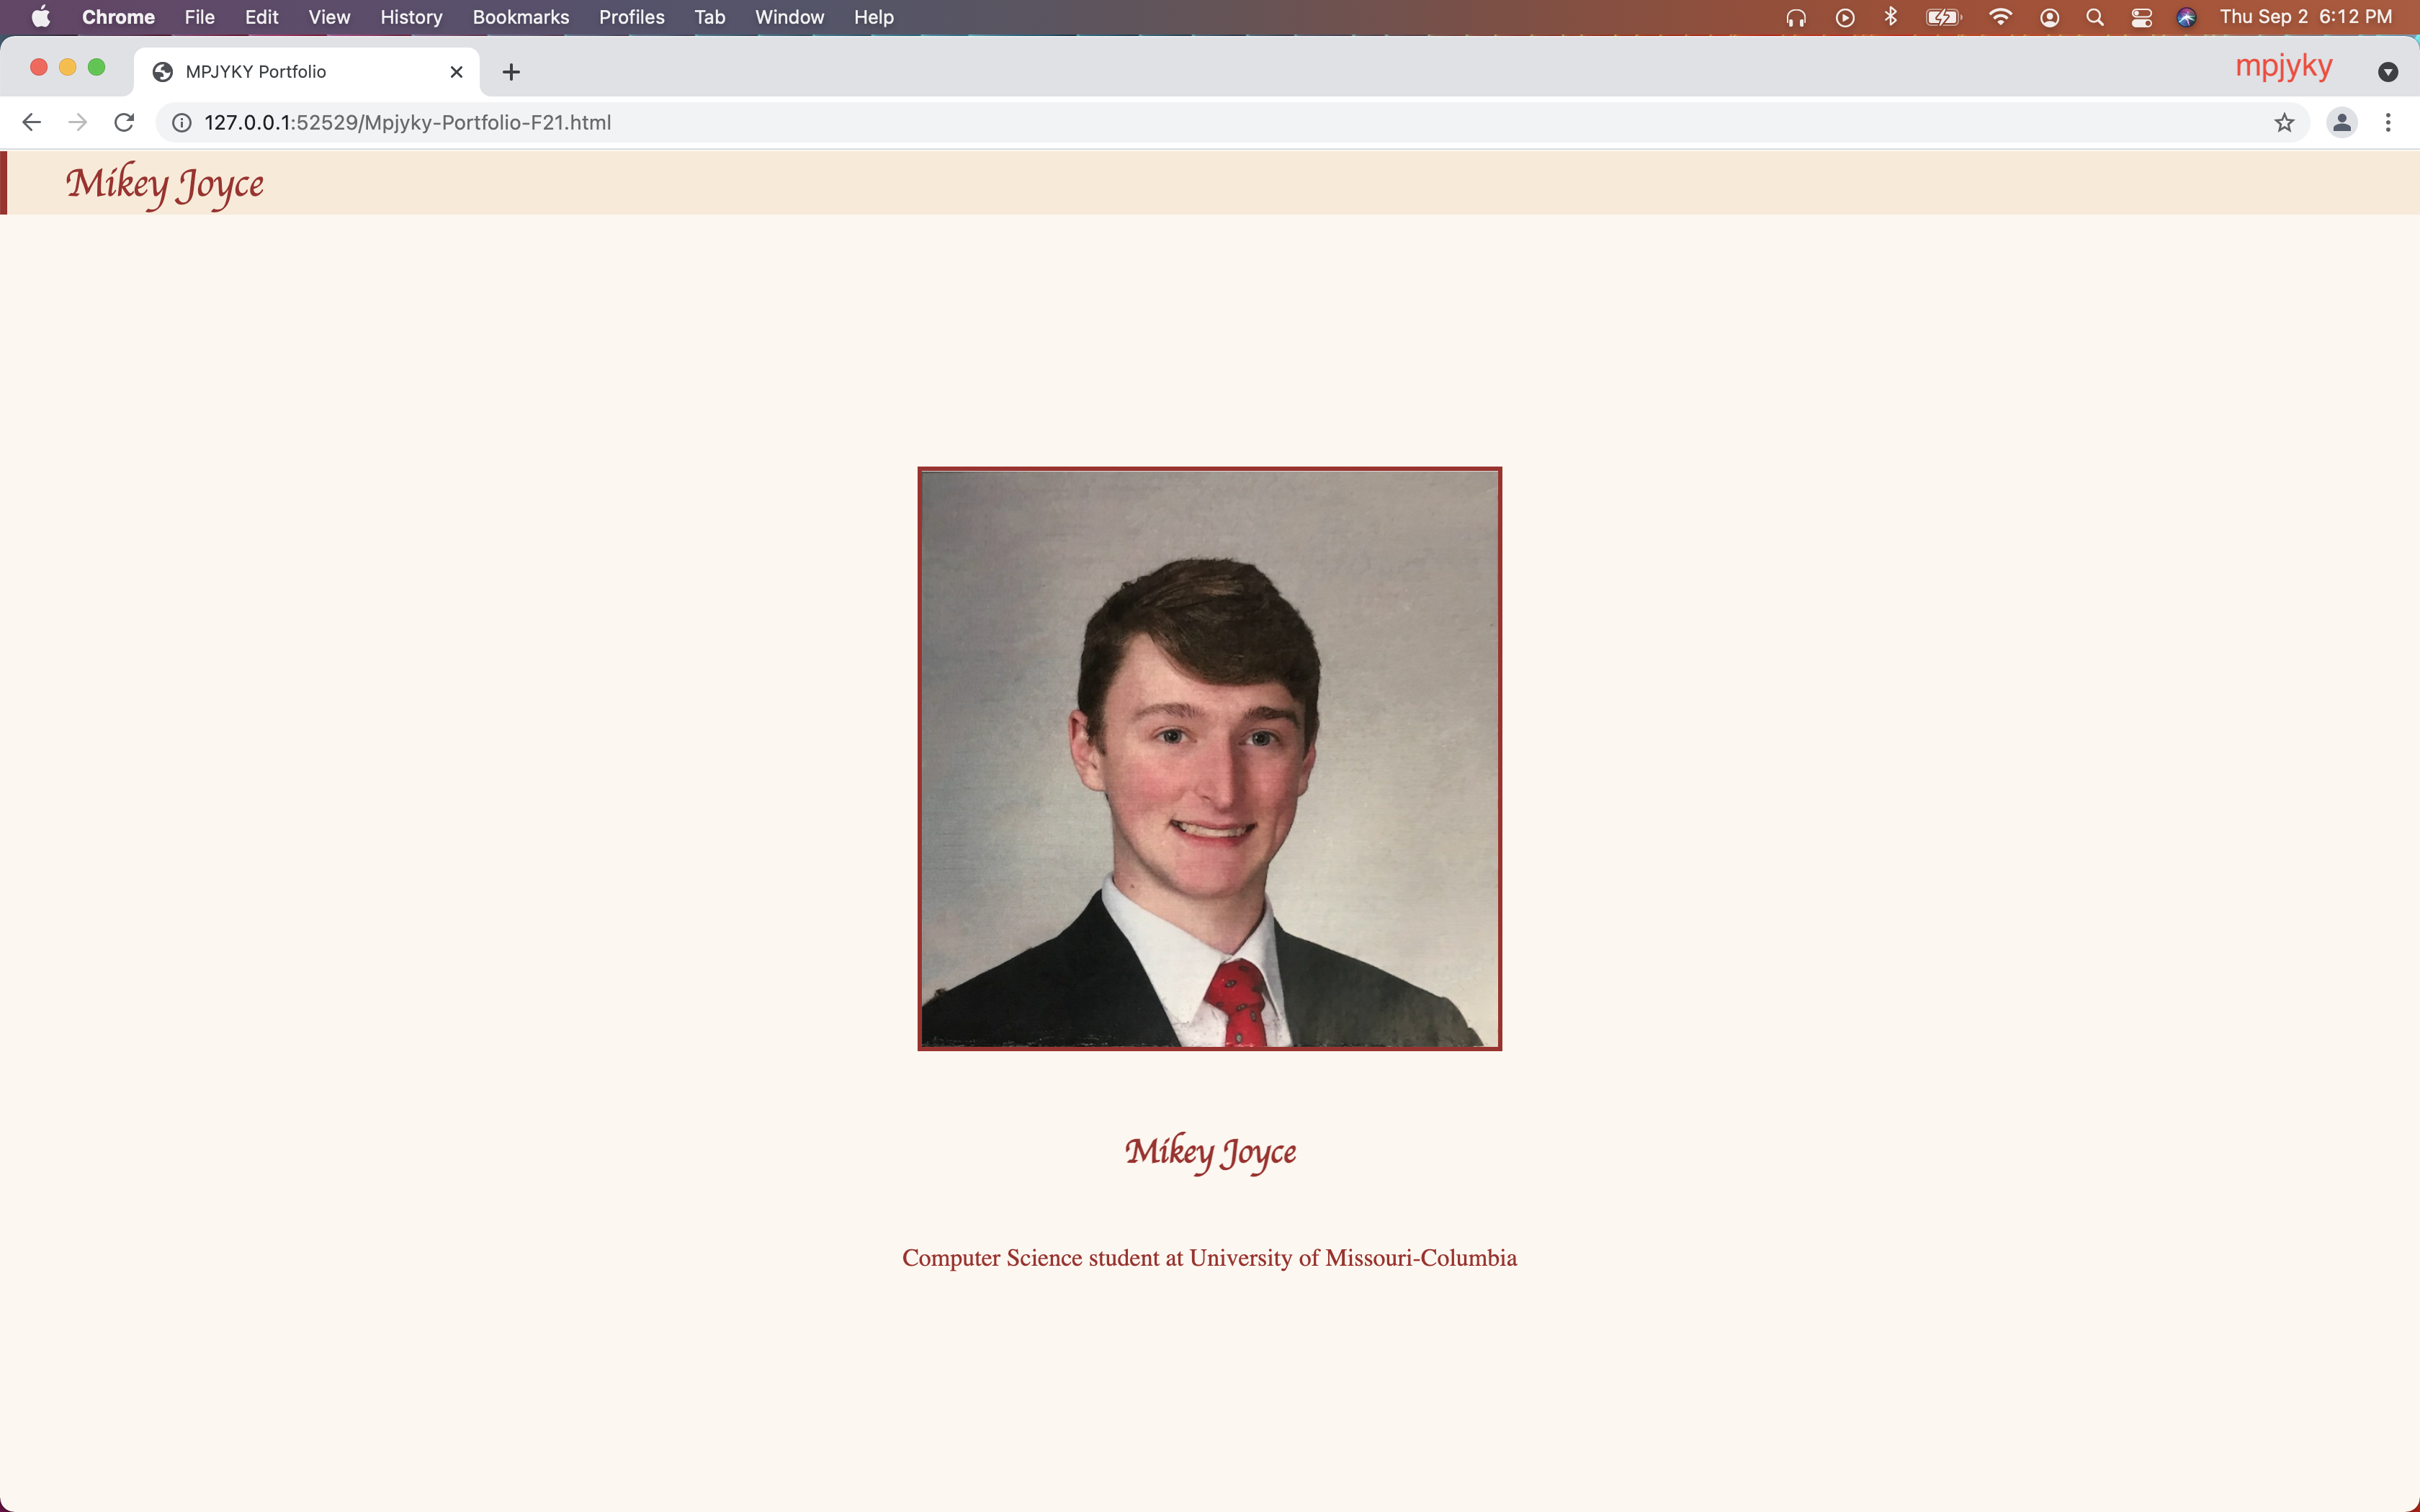 Chrome File Edit View History Bookmarks Profiles Tab Window Help Thu Sep 2 6:12 PM
MPJYKY Portfolio mpjyky
127.0.0.1:52529/Mpjyky-Portfolio-F21.html
Mikey Joyce
Mikey Joyce
Computer Science student at University of Missouri-Columbia